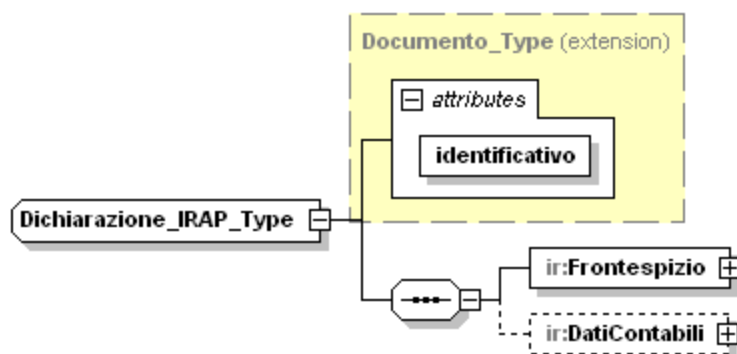 Documento_Type (extension)
attributes
identificativo
Dichiarazione_IRAP_Type
ir:Frontespizio
ir:DatiContabili